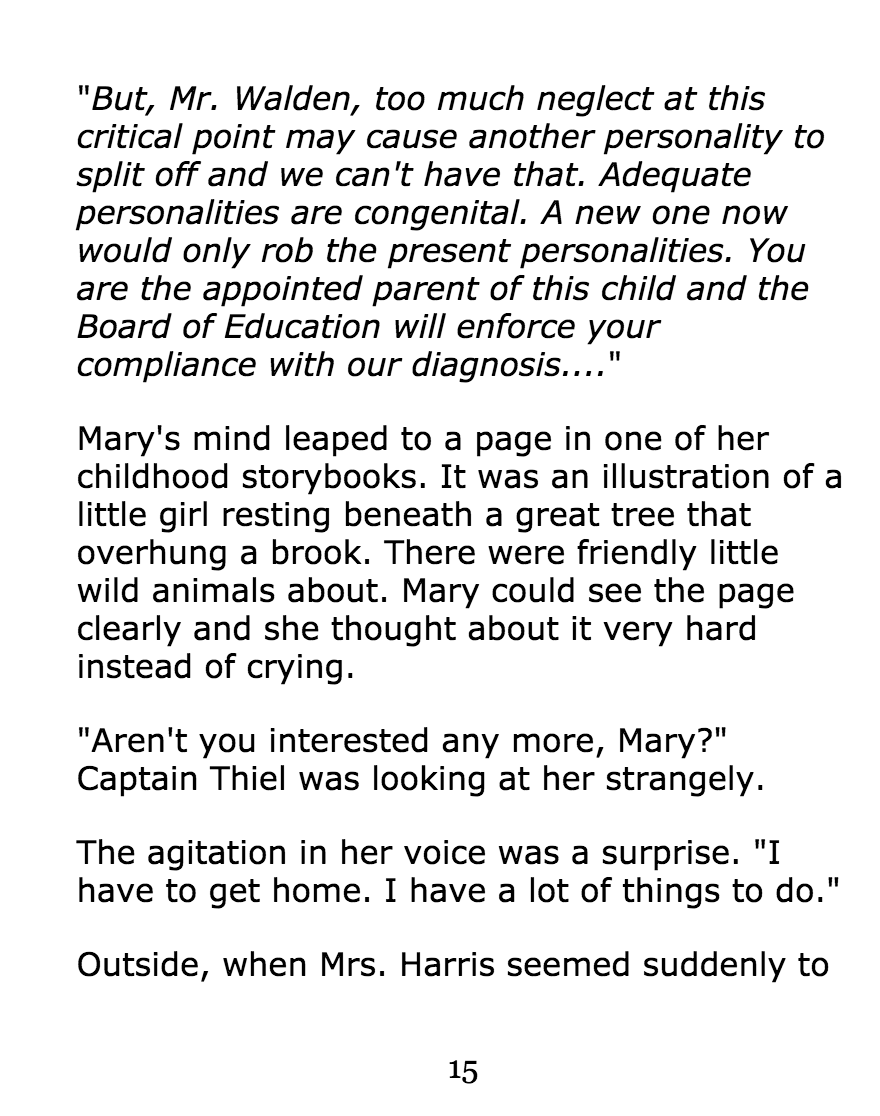 "But, Mr. Walden, too much neglect at this
critical point may cause another personality to
split off and we can't have that. Adequate
personalities are congenital. A new one now
would only rob the present personalities. You
are the appointed parent of this child and the
Board of Education will enforce your
compliance with our diagnosis...."
Mary's mind leaped to a page in one of her
childhood storybooks. It was an illustration of a
little girl resting beneath a great tree that
overhung a brook. There were friendly little
wild animals about. Mary could see the page
clearly and she thought about it very hard
instead of crying.
"Aren't you interested any more, Mary?"
Captain Thiel was looking at her strangely.
The agitation in her voice was a surprise. "I
have to get home. I have a lot of things to do."
Outside, when Mrs. Harris seemed suddenly to
15